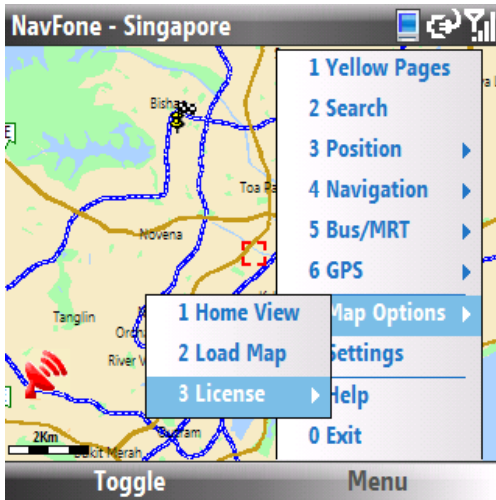 NavFone - Singapore
1 Yellow Pages
2 Search
3 Position
4 Navigation
5 Bus/MRT
6 GPS
Map Options
Settings
Help
0 Exit
1 Home View
2 Load Map
3 License
E
Toa
Novena
Tanglin
River
2Km
Bukit Merah
Toggle
Menu